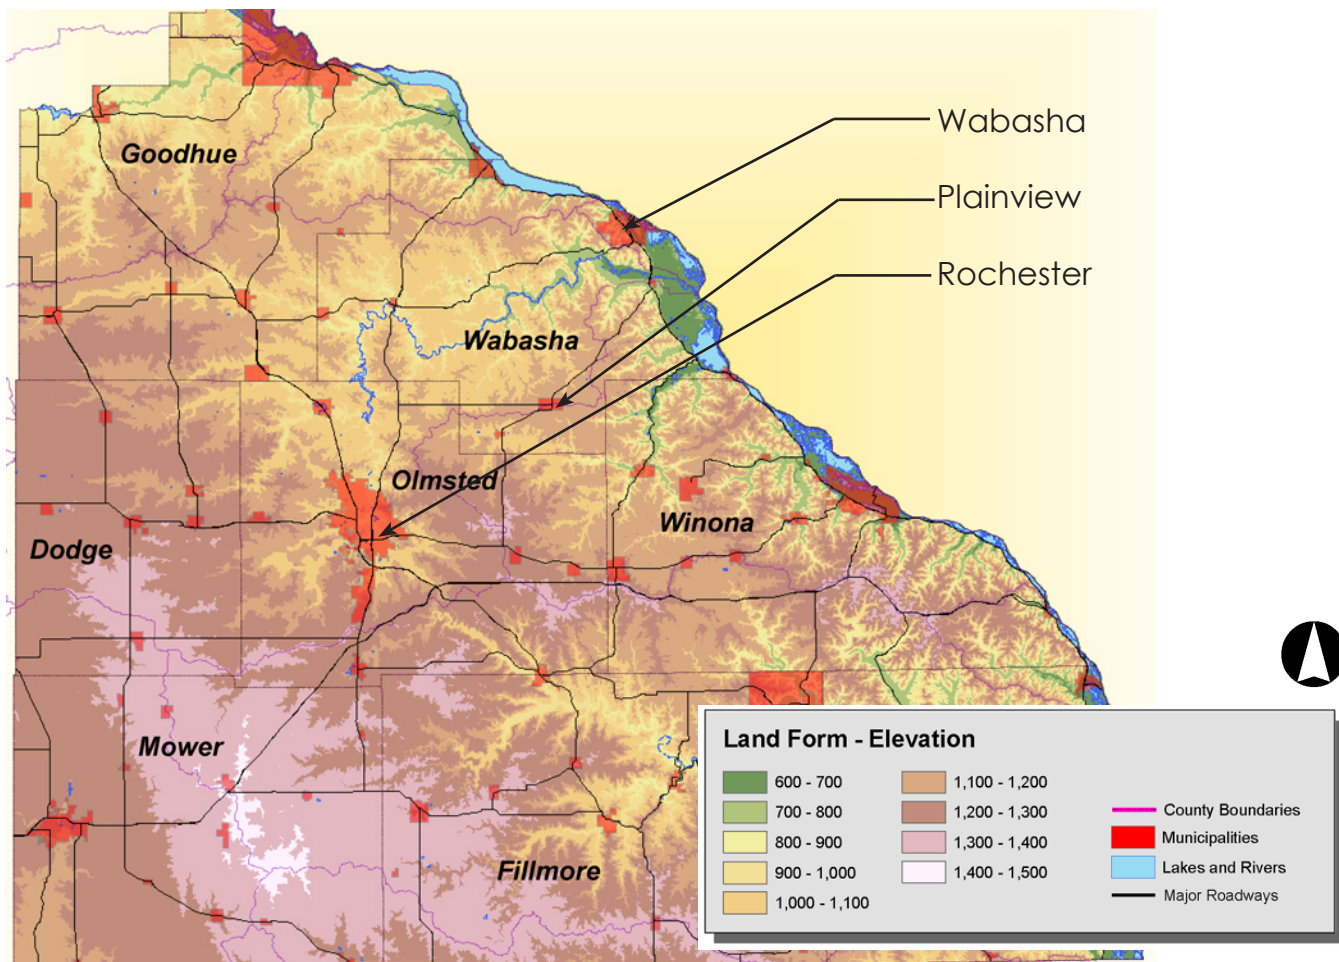 Wabasha
Goodhue
Plainview
Rochester
Wabasha
Olmsted
Winona
Dodge
Mower
Fillmore
Land Form - Elevation
600 - 700
700 - 800
800 - 900
900 - 1,000
1,000 - 1,100
1,100 - 1,200
1,200 - 1,300
1,300 - 1,400
1,400 - 1,500
County Boundaries
Municipalities
Lakes and Rivers
Major Roadways